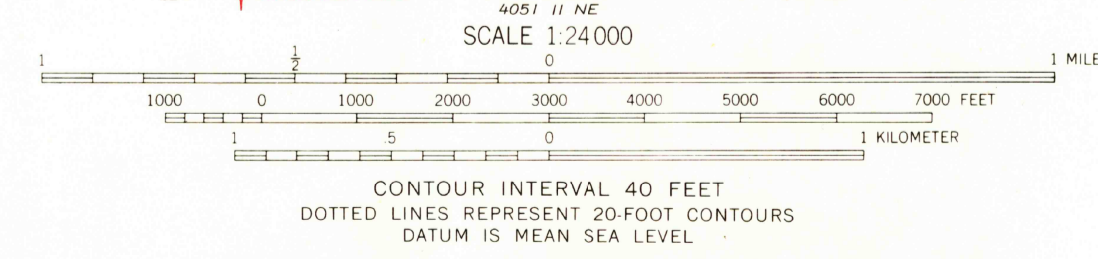 4051 II NE
SCALE 1:24000
1 1/2 0 1 MILE
1000 0 1000 2000 3000 4000 5000 6000 7000 FEET
1 .5 0 1 KILOMETER
CONTOUR INTERVAL 40 FEET
DOTTED LINES REPRESENT 20-FOOT CONTOURS
DATUM IS MEAN SEA LEVEL